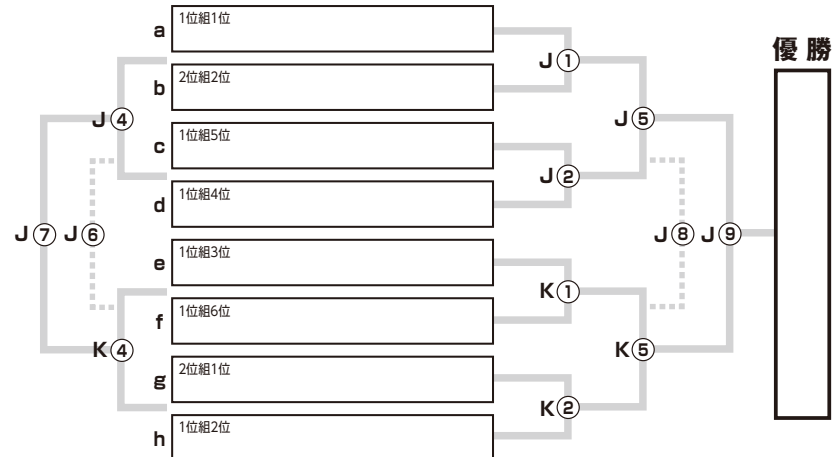 優勝
a 1位組1位
J①
b 2位組2位
J④
J⑤
c 1位組5位
J②
d 1位組4位
J⑦ J⑥
J⑧ J⑨
e 1位組3位
K①
f 1位組6位
K④
K⑤
g 2位組1位
K②
h 1位組2位